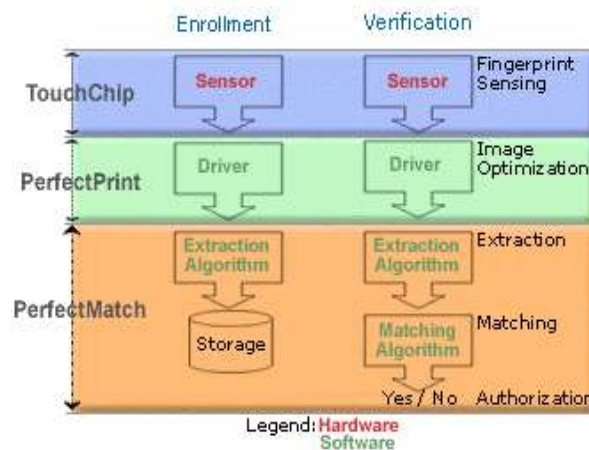 Enrollment Verification
TouchChip
Sensor
Sensor
Fingerprint
Sensing
PerfectPrint
Driver
Driver
Image
Optimization
PerfectMatch
Extraction
Algorithm
Extraction
Algorithm
Extraction
Storage
Matching
Algorithm
Matching
Yes / No
Authorization
Legend: Hardware
Software